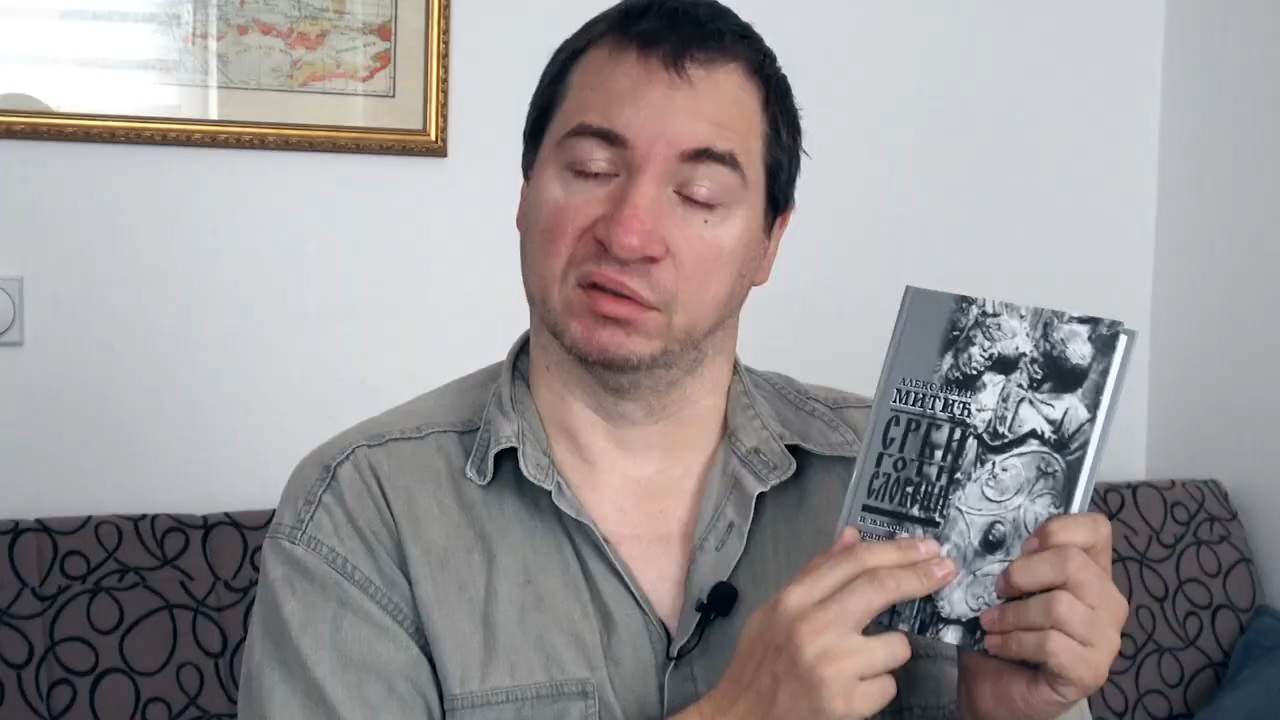 АЛЕКСАНДАР
МИТИЋ
СРБИ
ГОТИ
СЛОВЕНИ
и њихова